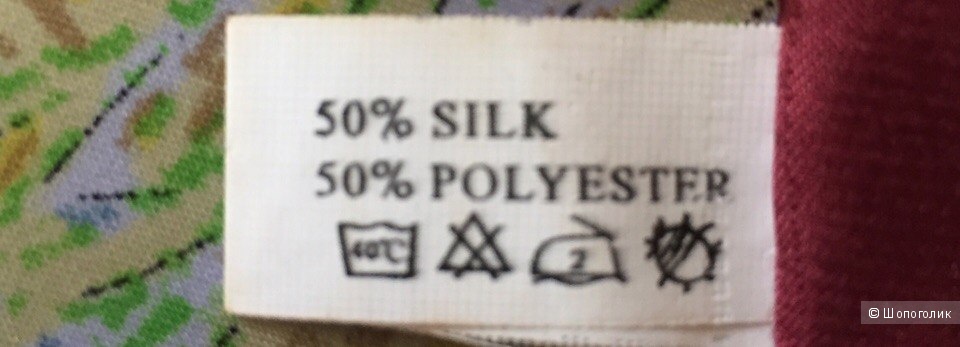 50% SILK
50% POLYESTER
40°C
2
© Шопоголик